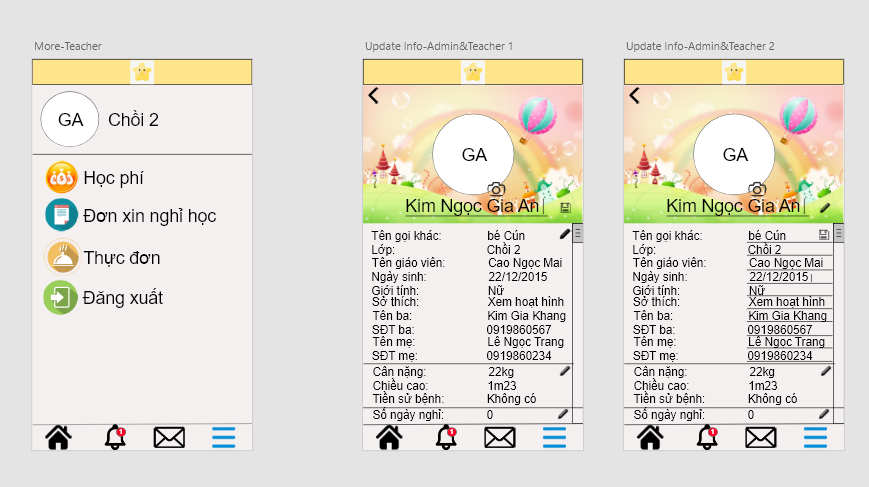 More-Teacher
GA
Chồi 2
Học phí
Đơn xin nghỉ học
Thực đơn
Đăng xuất
1
Update Info-Admin&Teacher 1
GA
Kim Ngọc Gia An
Tên gọi khác: bé Cún
Lớp: Chồi 2
Tên giáo viên: Cao Ngọc Mai
Ngày sinh: 22/12/2015
Giới tính: Nữ
Sở thích: Xem hoạt hình
Tên ba: Kim Gia Khang
SĐT ba: 0919860567
Tên mẹ: Lê Ngọc Trang
SĐT mẹ: 0919860234
Cân nặng: 22kg
Chiều cao: 1m23
Tiền sử bệnh: Không có
Số ngày nghỉ: 0
1
Update Info-Admin&Teacher 2
GA
Kim Ngọc Gia An
Tên gọi khác: bé Cún
Lớp: Chồi 2
Tên giáo viên: Cao Ngọc Mai
Ngày sinh: 22/12/2015
Giới tính: Nữ
Sở thích: Xem hoạt hình
Tên ba: Kim Gia Khang
SĐT ba: 0919860567
Tên mẹ: Lê Ngọc Trang
SĐT mẹ: 0919860234
Cân nặng: 22kg
Chiều cao: 1m23
Tiền sử bệnh: Không có
Số ngày nghỉ: 0
1